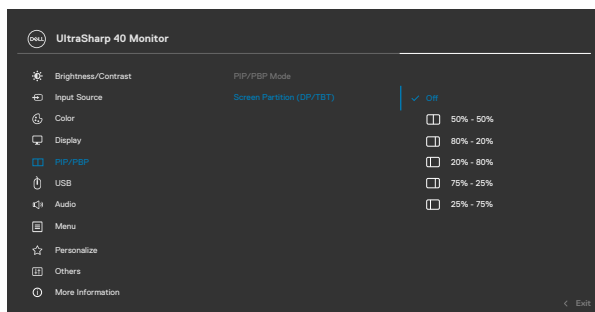 DELL UltraSharp 40 Monitor
Brightness/Contrast
Input Source
Color
Display
PIP/PBP
USB
Audio
Menu
Personalize
Others
More Information
PIP/PBP Mode
Screen Partition (DP/TBT)
Off
50% - 50%
80% - 20%
20% - 80%
75% - 25%
25% - 75%
< Exit